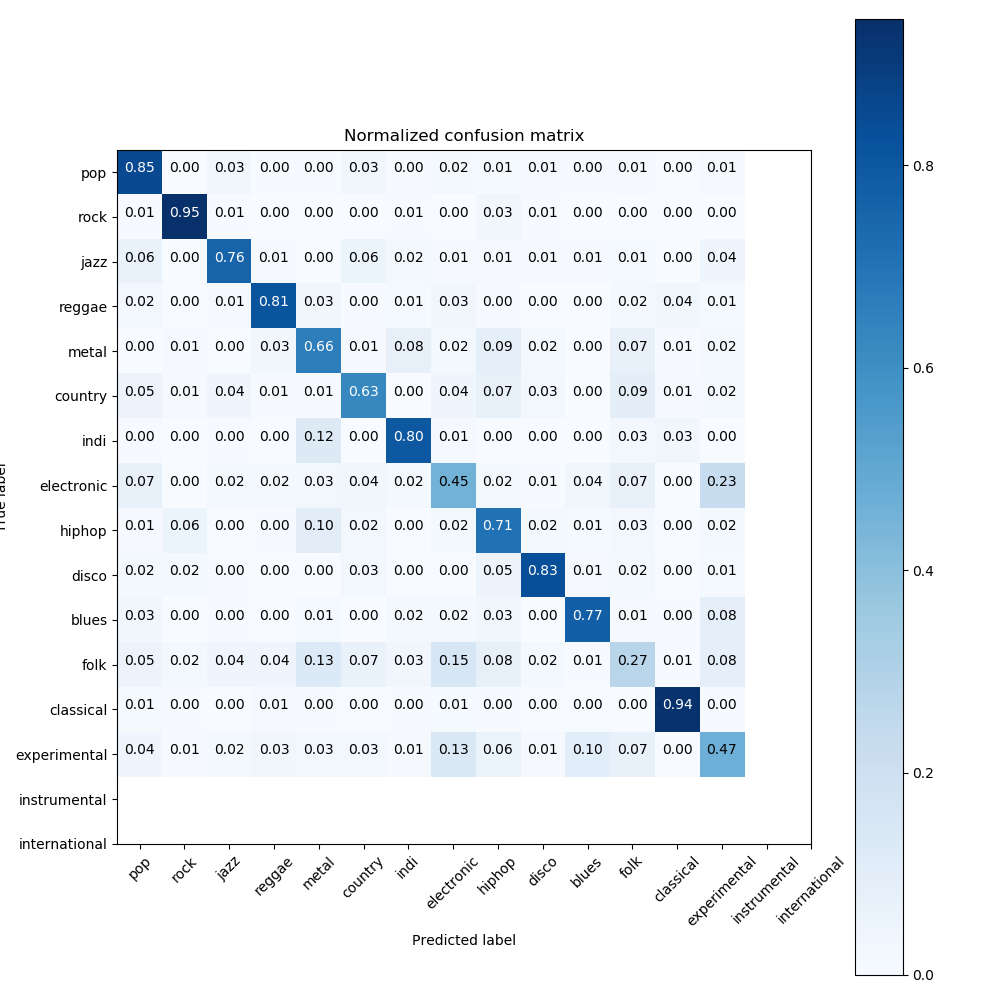 Normalized confusion matrix
pop 0.85 0.00 0.03 0.00 0.00 0.03 0.00 0.02 0.01 0.01 0.00 0.01 0.00 0.01
rock 0.01 0.95 0.01 0.00 0.00 0.00 0.01 0.00 0.03 0.01 0.00 0.00 0.00 0.00
jazz 0.06 0.00 0.76 0.01 0.00 0.06 0.02 0.01 0.01 0.01 0.01 0.01 0.00 0.04
reggae 0.02 0.00 0.01 0.81 0.03 0.00 0.01 0.03 0.00 0.00 0.00 0.02 0.04 0.01
metal 0.00 0.01 0.00 0.03 0.66 0.01 0.08 0.02 0.09 0.02 0.00 0.07 0.01 0.02
country 0.05 0.01 0.04 0.01 0.01 0.63 0.00 0.04 0.07 0.03 0.00 0.09 0.01 0.02
indi 0.00 0.00 0.00 0.00 0.12 0.00 0.80 0.01 0.00 0.00 0.00 0.03 0.03 0.00
electronic 0.07 0.00 0.02 0.02 0.03 0.04 0.02 0.45 0.02 0.01 0.04 0.07 0.00 0.23
hiphop 0.01 0.06 0.00 0.00 0.10 0.02 0.00 0.02 0.71 0.02 0.01 0.03 0.00 0.02
disco 0.02 0.02 0.00 0.00 0.00 0.03 0.00 0.00 0.05 0.83 0.01 0.02 0.00 0.01
blues 0.03 0.00 0.00 0.00 0.01 0.00 0.02 0.02 0.03 0.00 0.77 0.01 0.00 0.08
folk 0.05 0.02 0.04 0.04 0.13 0.07 0.03 0.15 0.08 0.02 0.01 0.27 0.01 0.08
classical 0.01 0.00 0.00 0.01 0.00 0.00 0.00 0.01 0.00 0.00 0.00 0.00 0.94 0.00
experimental 0.04 0.01 0.02 0.03 0.03 0.03 0.01 0.13 0.06 0.01 0.10 0.07 0.00 0.47
instrumental
international
pop rock jazz reggae metal country indi electronic hiphop disco blues folk classical experimental instrumental international
Predicted label
0.8
0.6
0.4
0.2
0.0